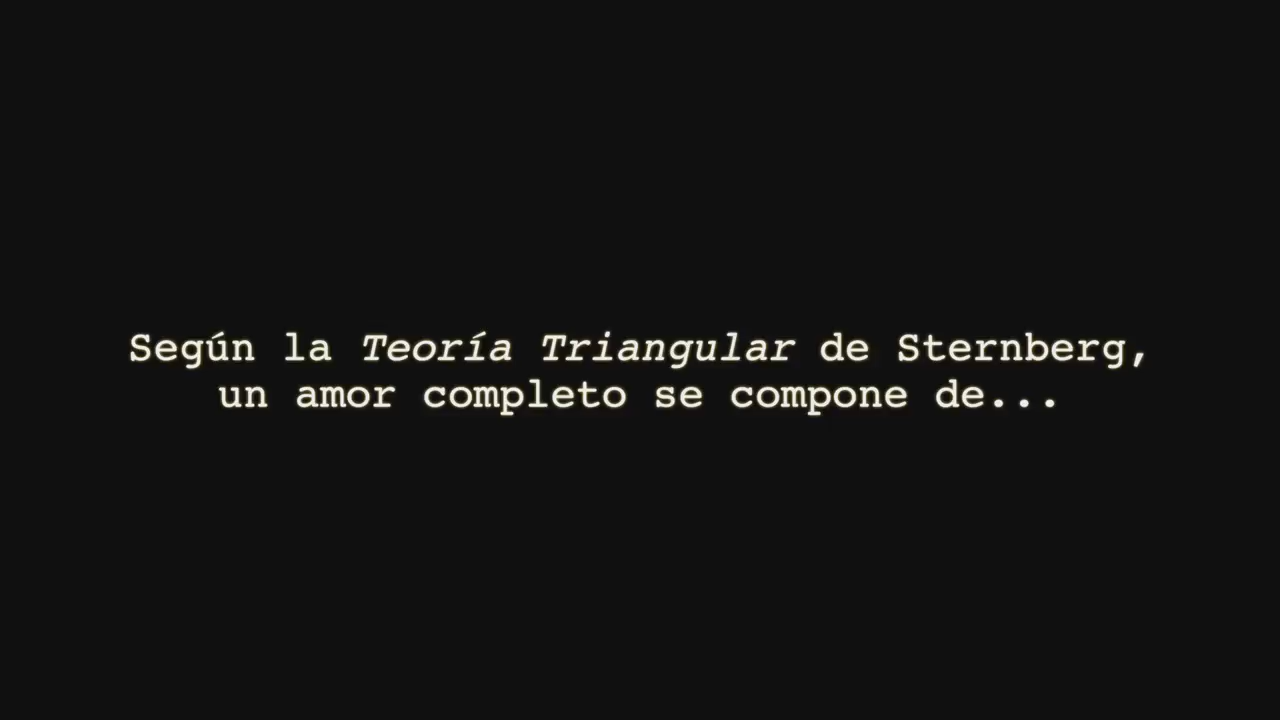 Según la Teoría Triangular de Sternberg,
un amor completo se compone de...